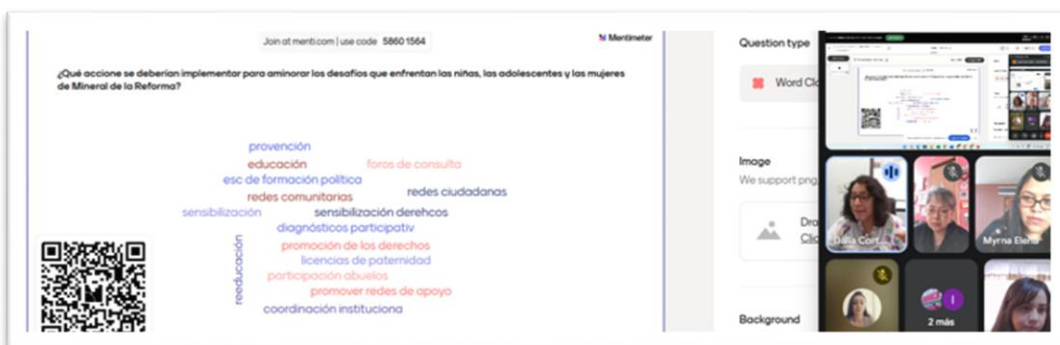 Join at menti.com | use code 5860 1564
Mentimeter
¿Qué accione se deberían implementar para aminorar los desafíos que enfrentan las niñas, las adolescentes y las mujeres
de Mineral de la Reforma?
provención
educación
foros de consulta
esc de formación política
redes ciudadanas
redes comunitarias
sensibilización
sensibilización derehcos
diagnósticos participativ
reeducación
promoción de los derechos
licencias de paternidad
participación abuelos
promover redes de apoyo
coordinación instituciona
Question type
Word Clo
Image
We support png,
Dra
Clic
Background
Dalia Cort
Myrna Elena
2 más